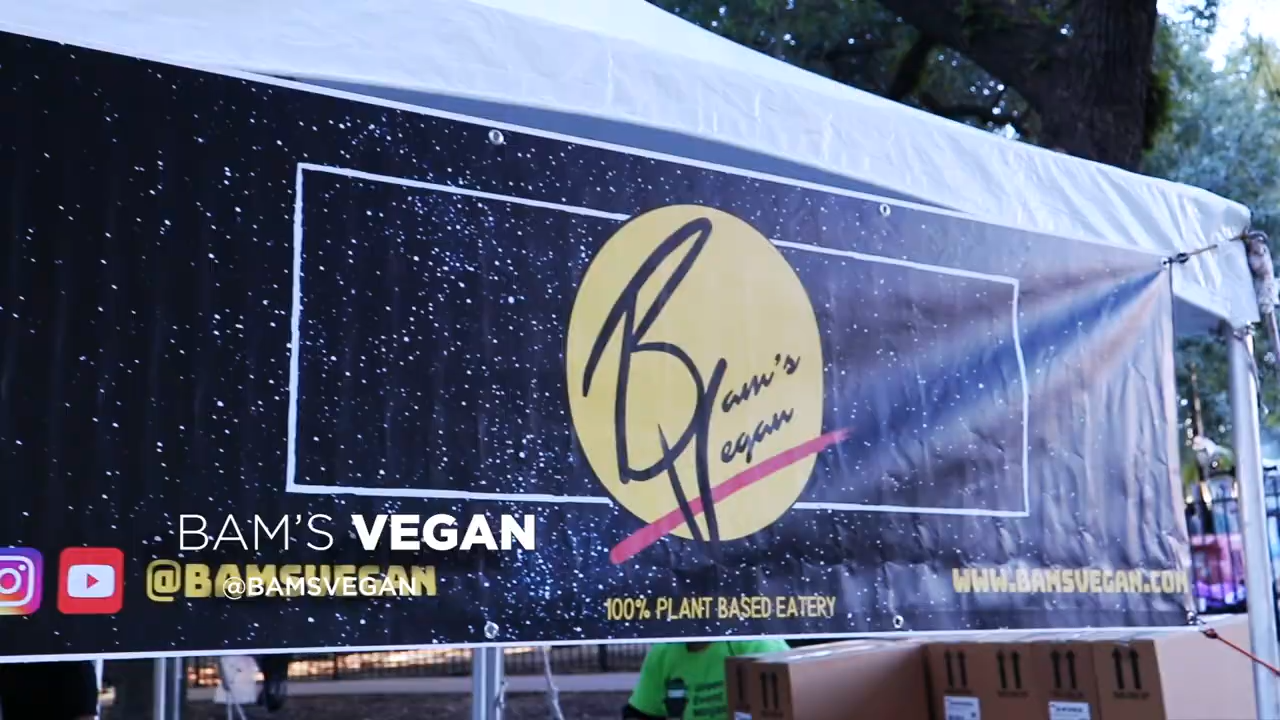 Bam's
Vegan
BAM'S VEGAN
@BAMSVEGAN
@BAMSVEGAN
100% PLANT BASED EATERY
WWW.BAMSVEGAN.COM